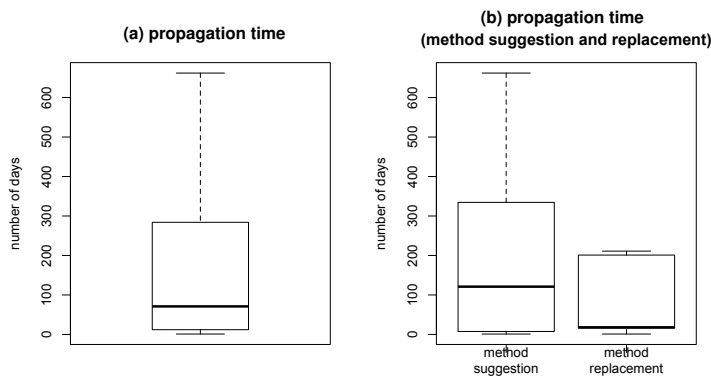 (a) propagation time
number of days
0
100
200
300
400
500
600
(b) propagation time
(method suggestion and replacement)
number of days
0
100
200
300
400
500
600
method
suggestion
method
replacement